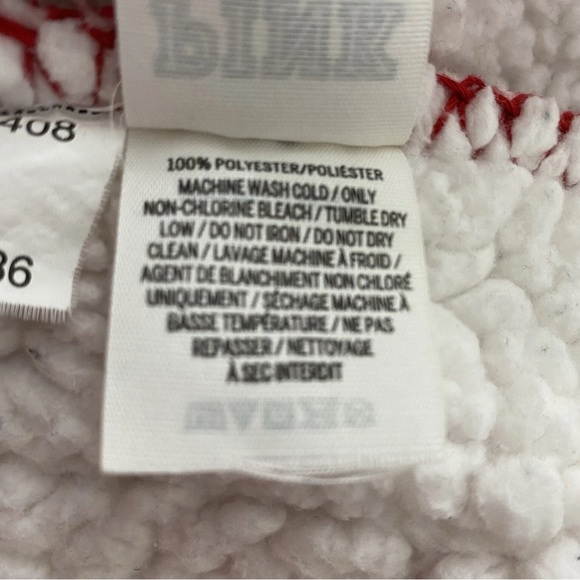 PINK
408
36
100% POLYESTER/POLIÉSTER
MACHINE WASH COLD / ONLY
NON-CHLORINE BLEACH / TUMBLE DRY
LOW / DO NOT IRON / DO NOT DRY
CLEAN / LAVAGE MACHINE À FROID /
AGENT DE BLANCHIMENT NON CHLORÉ
UNIQUEMENT / SÉCHAGE MACHINE À
BASSE TEMPÉRATURE / NE PAS
REPASSER / NETTOYAGE
À SEC INTERDIT